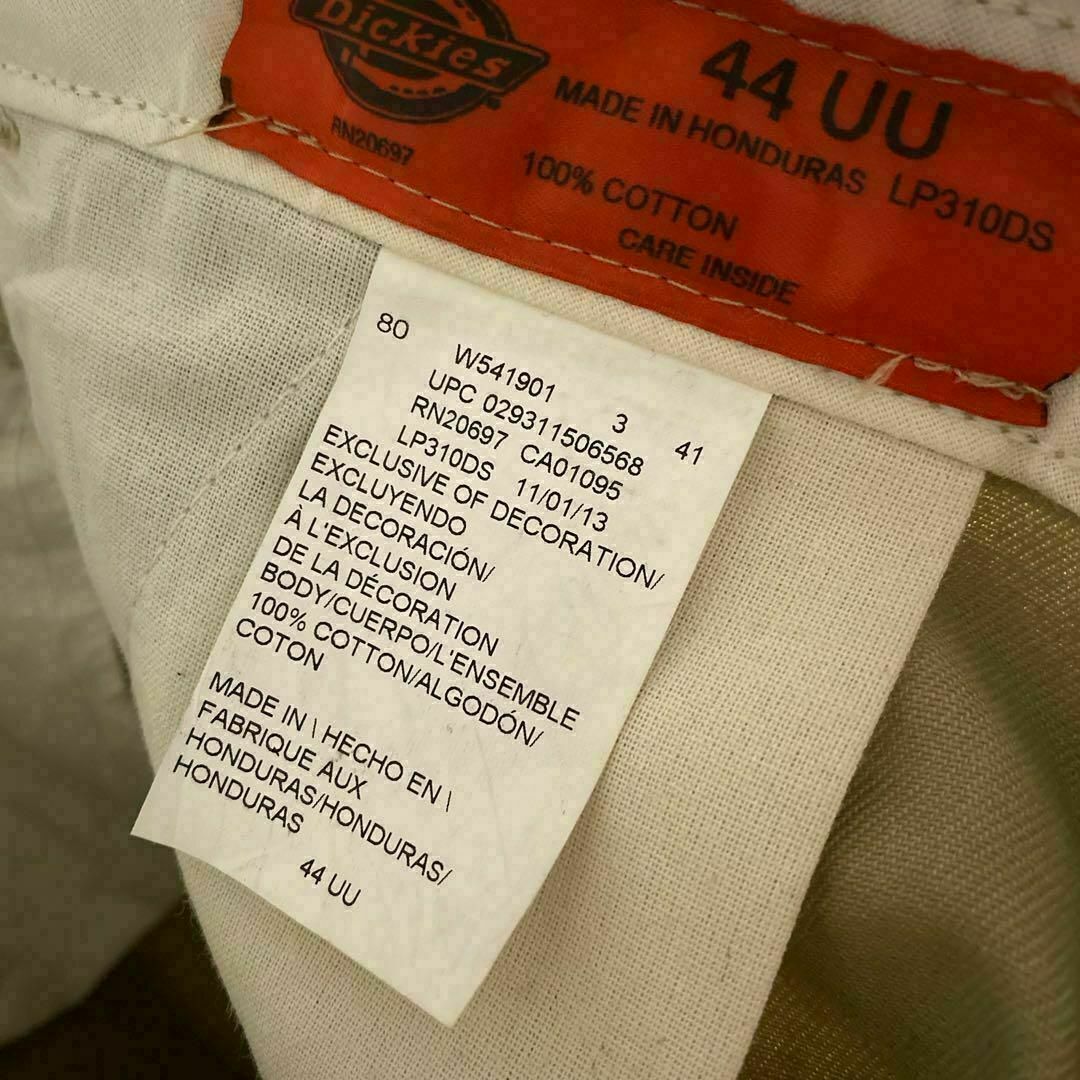 Dickies
44 UU
RN20697
MADE IN HONDURAS LP310DS
100% COTTON
CARE INSIDE
80
W541901 3 41
UPC 029311506568
RN20697 CA01095
LP310DS 11/01/13
EXCLUSIVE OF DECORATION/
EXCLUYENDO
LA DECORACIÓN/
À L'EXCLUSION
DE LA DÉCORATION
BODY/CUERPO/L'ENSEMBLE
100% COTTON/ALGODÓN/
COTON
MADE IN \ HECHO EN \
FABRIQUE AUX
HONDURAS/HONDURAS/
HONDURAS
44 UU